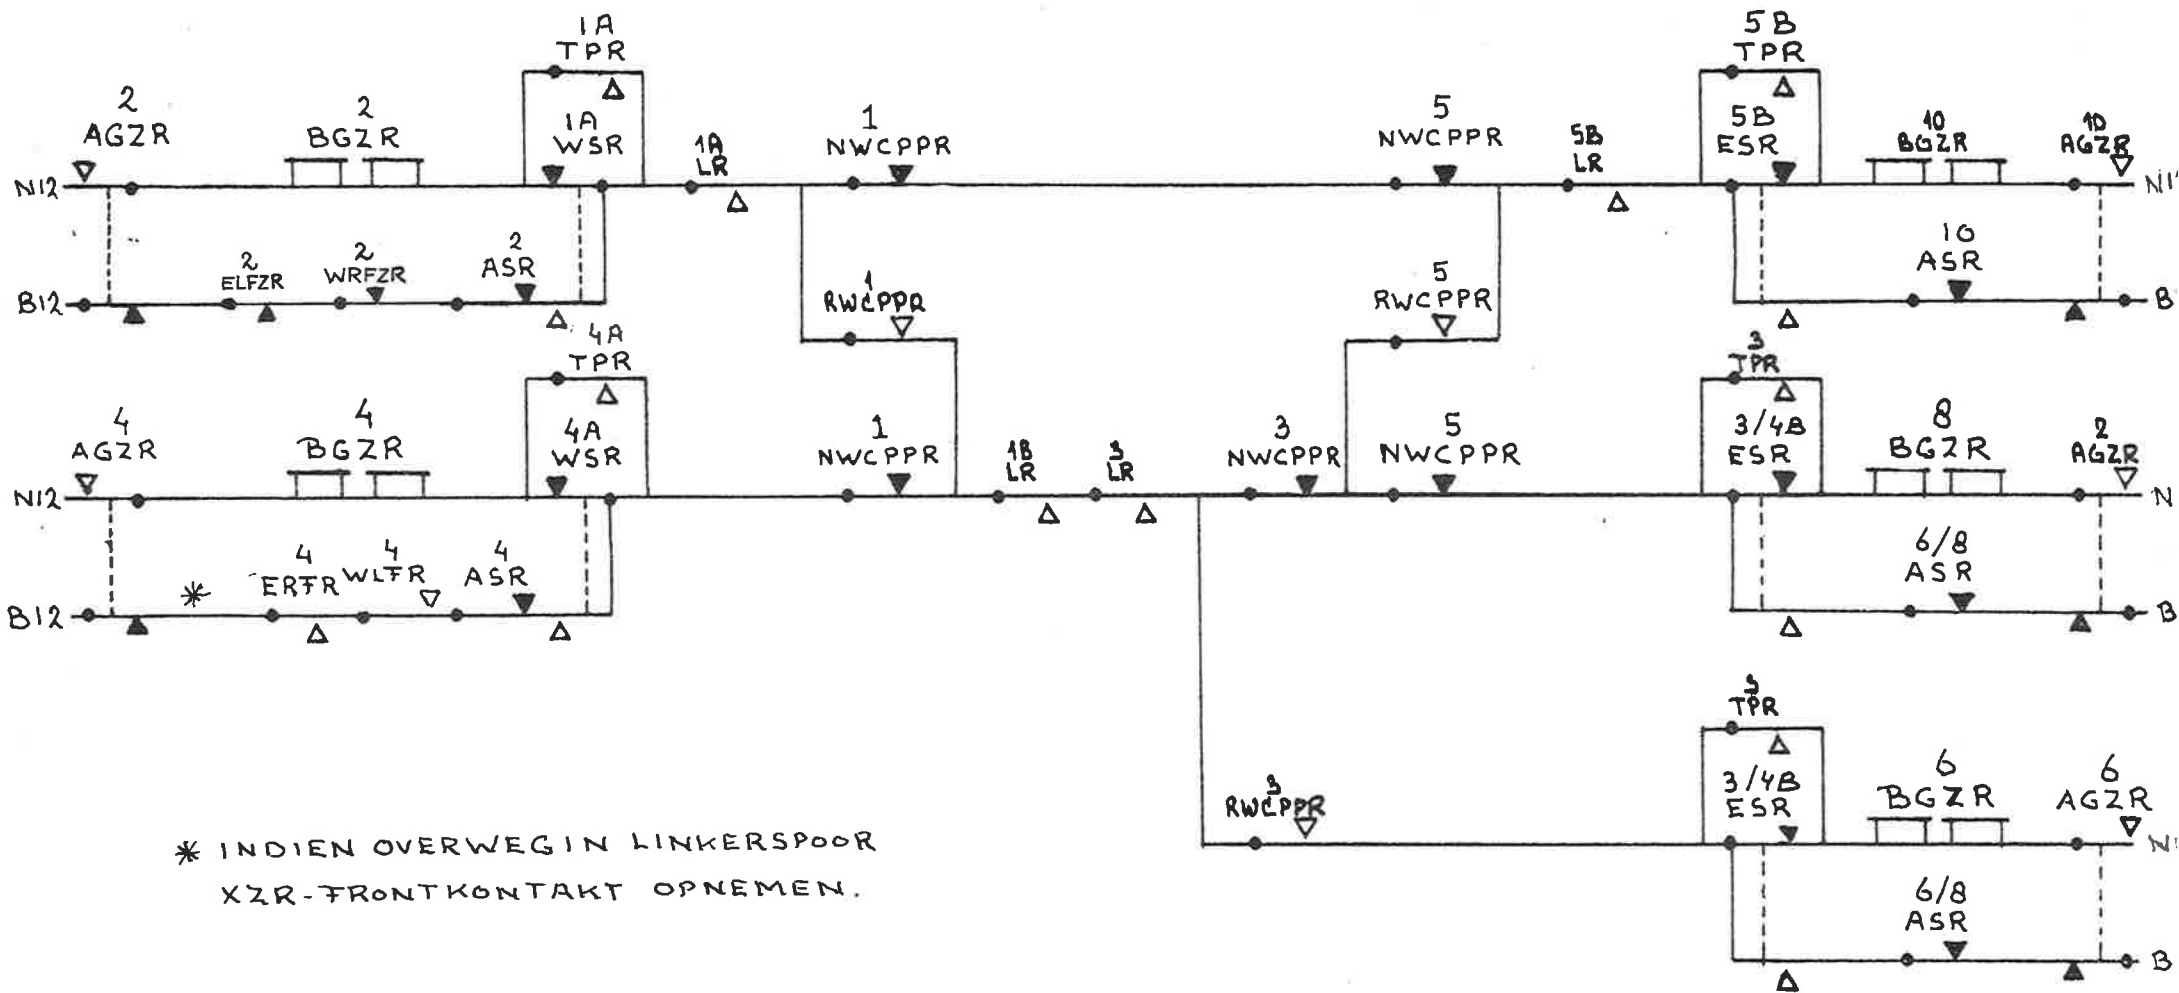 1A
TPR
5B
TPR
2
AGZR
2
BGZR
1A
WSR
1A
LR
1
NWCPPR
5
NWCPPR
5B
LR
5B
ESR
10
BGZR
10
AGZR
N12
2
ELFZR
2
WRFZR
2
ASR
B12
1
RWCPPR
5
RWCPPR
10
ASR
B
4A
TPR
3
TPR
4
AGZR
4
BGZR
4A
WSR
1
NWCPPR
1B
LR
3
LR
3
NWCPPR
5
NWCPPR
3/4B
ESR
8
BGZR
2
AGZR
N12
N
4
ERFR
4
WLFR
4
ASR
6/8
ASR
B12
B
3
TPR
3
RWCPPR
3/4B
ESR
6
BGZR
6
AGZR
N
6/8
ASR
B
* INDIEN OVERWEG IN LINKERSPOOR
XZR-FRONTKONTAKT OPNEMEN.